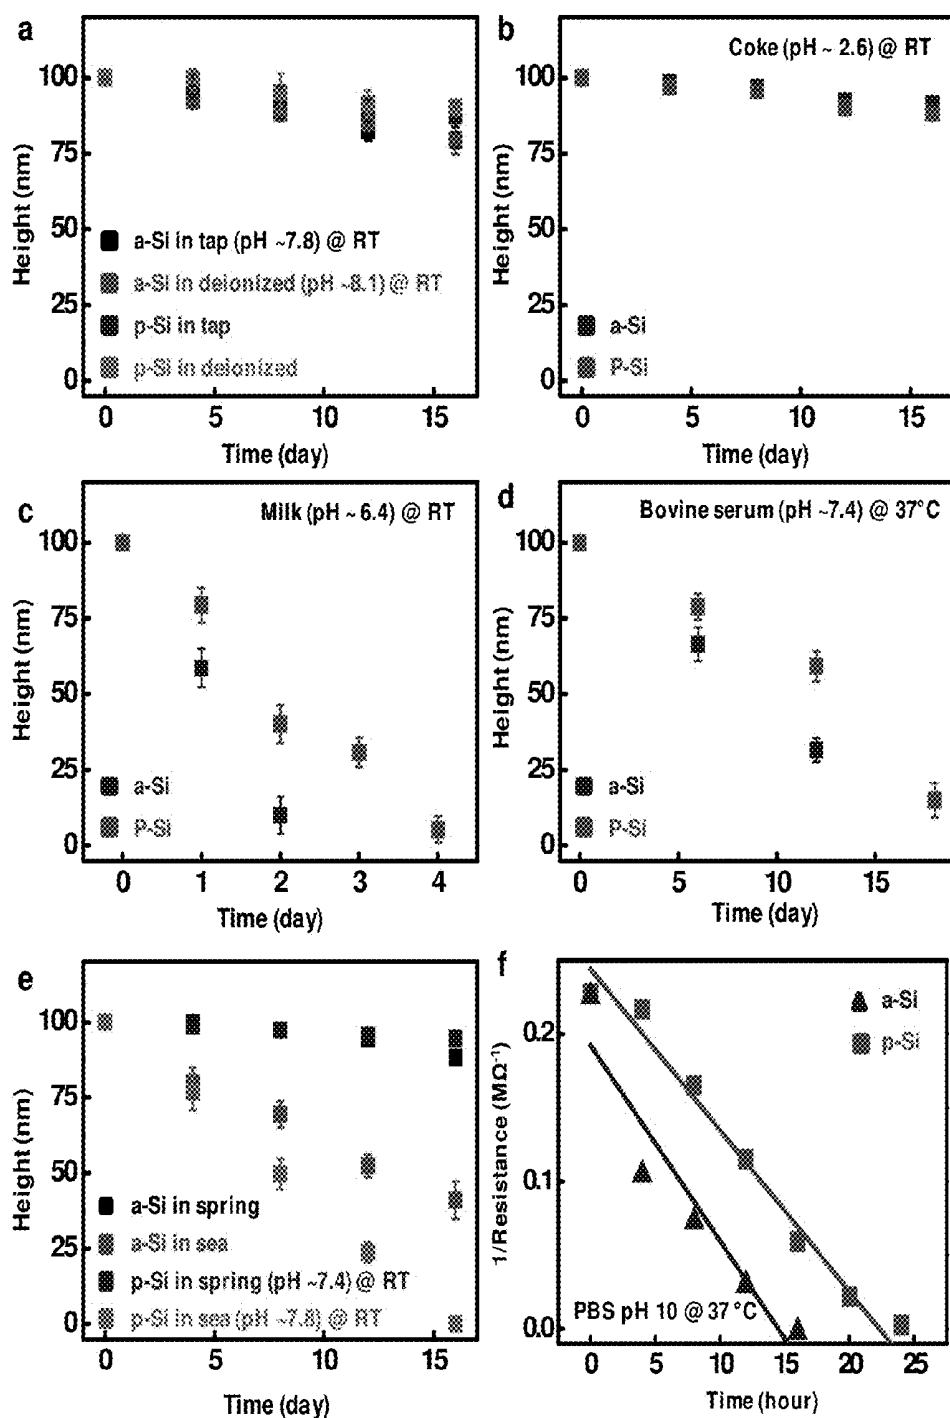 a
Height (nm)
100
75
50
25
0
a-Si in tap (pH ~7.8) @ RT
a-Si in deionized (pH ~8.1) @ RT
p-Si in tap
p-Si in deionized
0 5 10 15
Time (day)
b
Coke (pH ~ 2.6) @ RT
Height (nm)
100
75
50
25
0
a-Si
P-Si
0 5 10 15
Time (day)
c
Milk (pH ~ 6.4) @ RT
Height (nm)
100
75
50
25
0
a-Si
P-Si
0 1 2 3 4
Time (day)
d
Bovine serum (pH ~7.4) @ 37°C
Height (nm)
100
75
50
25
0
a-Si
P-Si
0 5 10 15
Time (day)
e
Height (nm)
100
75
50
25
0
a-Si in spring
a-Si in sea
p-Si in spring (pH ~7.4) @ RT
p-Si in sea (pH ~7.8) @ RT
0 5 10 15
Time (day)
f
1/Resistance (MΩ⁻¹)
0.2
0.1
0.0
a-Si
p-Si
PBS pH 10 @ 37 °C
0 5 10 15 20 25
Time (hour)